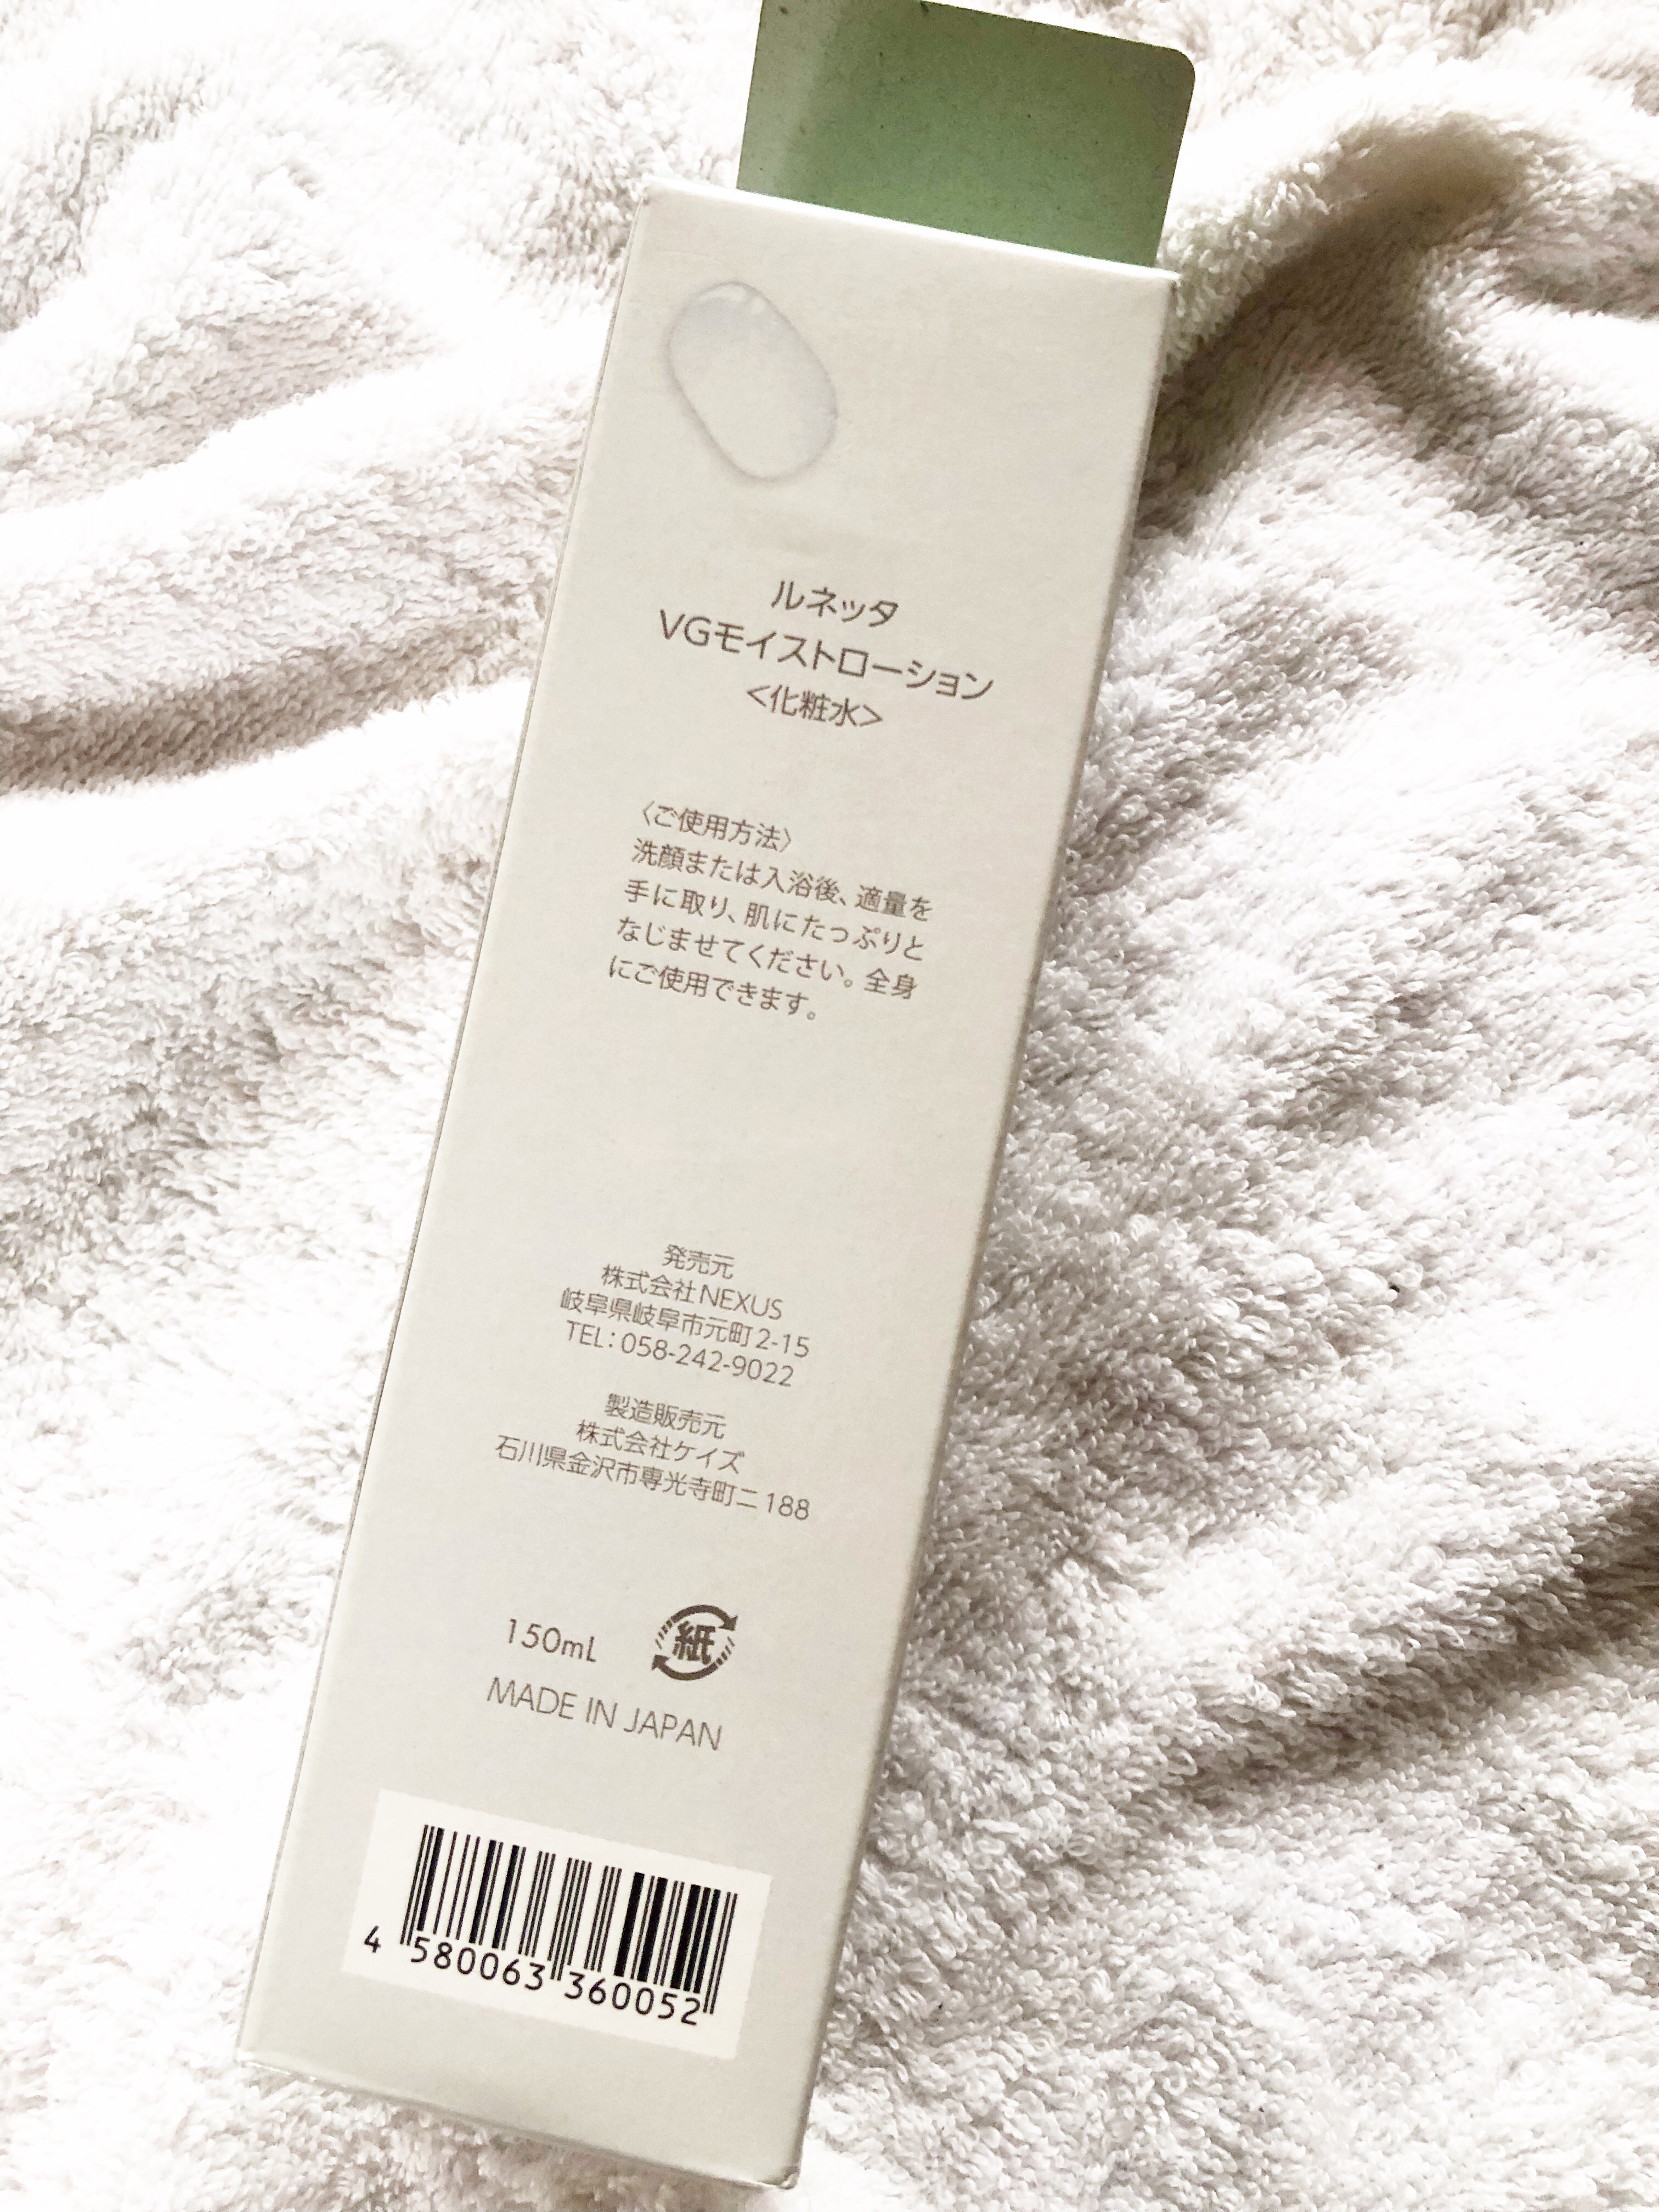 ルネッタ
VGモイストローション
<化粧水>
〈ご使用方法〉
洗顔または入浴後、適量を
手に取り、肌にたっぷりと
なじませてください。全身
にご使用できます。
発売元
株式会社NEXUS
岐阜県岐阜市元町2-15
TEL:058-242-9022
製造販売元
株式会社ケイズ
石川県金沢市専光寺町ニ188
150mL 紙
MADE IN JAPAN
4 580063 360052